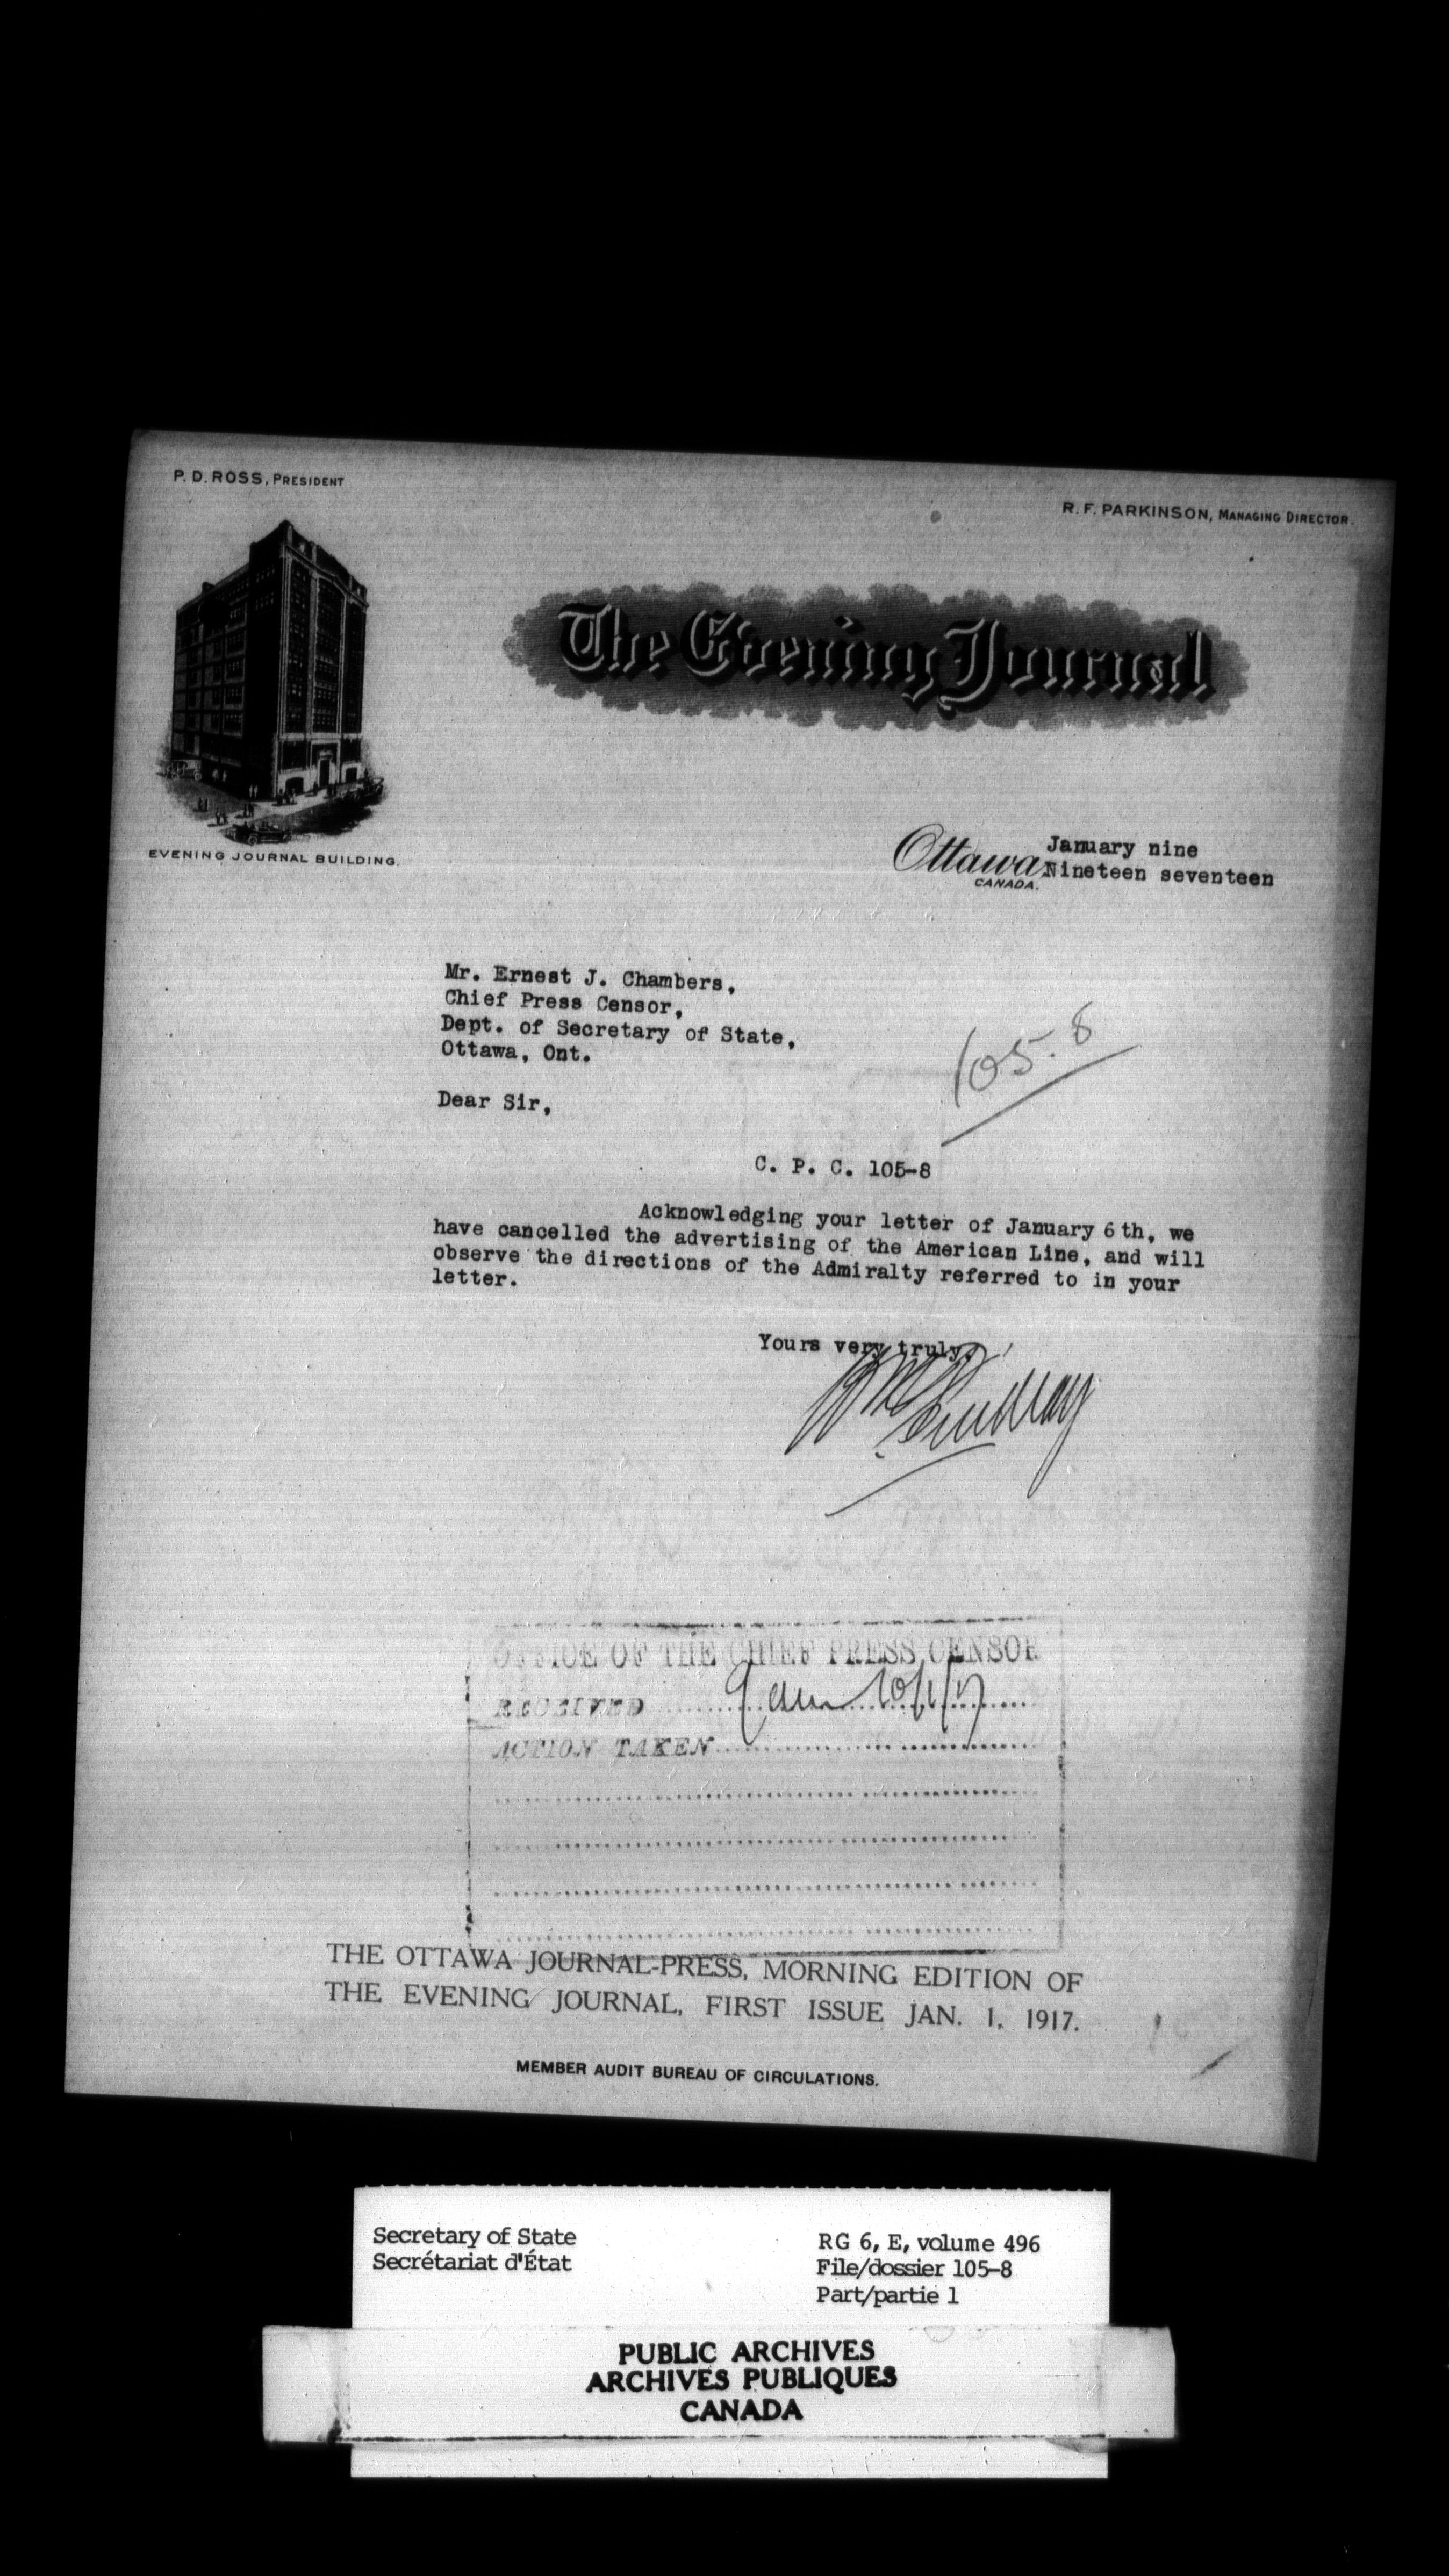 P. D. ROSS, PRESIDENT
R. F. PARKINSON, MANAGING DIRECTOR.
The Evening Journal
EVENING JOURNAL BUILDING.
Ottawa, January nine
CANADA. Nineteen seventeen
Mr. Ernest J. Chambers,
Chief Press Censor,
Dept. of Secretary of State,
Ottawa, Ont.
105.8
Dear Sir,
C. P. C. 105-8
Acknowledging your letter of January 6th, we
have cancelled the advertising of the American Line, and will
observe the directions of the Admiralty referred to in your
letter.
Yours very truly,
OFFICE OF THE CHIEF PRESS CENSOR
RECEIVED 10/1/17
ACTION TAKEN
THE OTTAWA JOURNAL-PRESS, MORNING EDITION OF
THE EVENING JOURNAL, FIRST ISSUE JAN. 1, 1917.
MEMBER AUDIT BUREAU OF CIRCULATIONS.
Secretary of State
Secrétariat d'État
RG 6, E, volume 496
File/dossier 105-8
Part/partie 1
PUBLIC ARCHIVES
ARCHIVES PUBLIQUES
CANADA